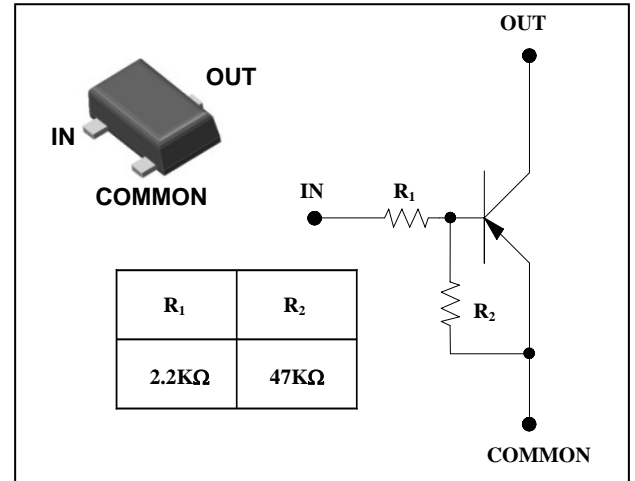 OUT
OUT
IN
COMMON
IN
R₁
R₂
R₁ R₂
2.2KΩ 47KΩ
COMMON